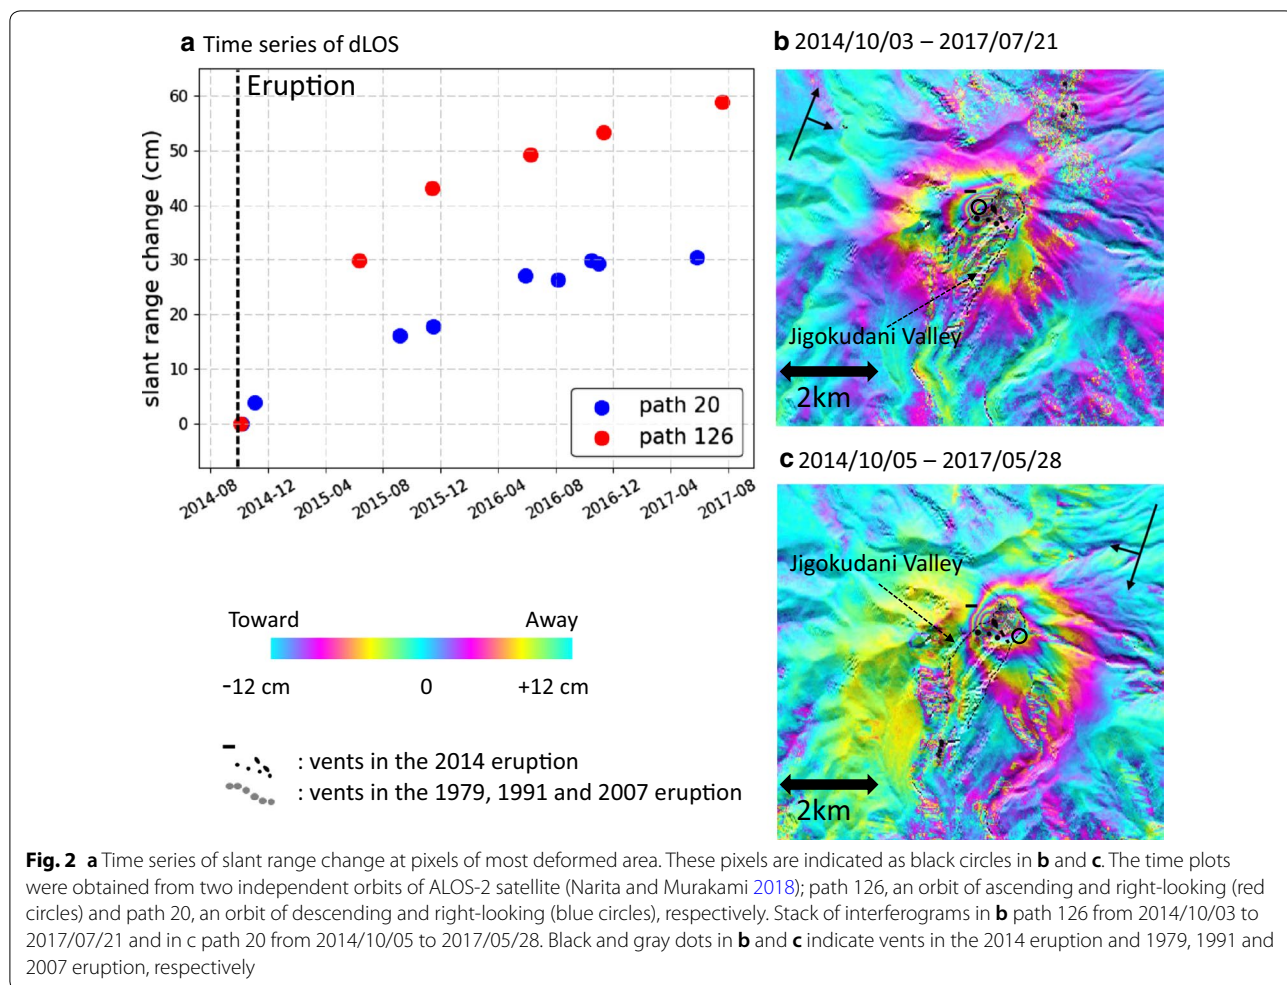 a Time series of dLOS
Eruption
slant range change (cm)
60
50
40
30
20
10
0
path 20
path 126
2014-08
2014-12
2015-04
2015-08
2015-12
2016-04
2016-08
2016-12
2017-04
2017-08
b 2014/10/03 – 2017/07/21
Jigokudani Valley
2km
c 2014/10/05 – 2017/05/28
Jigokudani Valley
2km
Toward Away
-12 cm 0 +12 cm
: vents in the 2014 eruption
: vents in the 1979, 1991 and 2007 eruption
Fig. 2 a Time series of slant range change at pixels of most deformed area. These pixels are indicated as black circles in b and c. The time plots
were obtained from two independent orbits of ALOS-2 satellite (Narita and Murakami 2018); path 126, an orbit of ascending and right-looking (red
circles) and path 20, an orbit of descending and right-looking (blue circles), respectively. Stack of interferograms in b path 126 from 2014/10/03 to
2017/07/21 and in c path 20 from 2014/10/05 to 2017/05/28. Black and gray dots in b and c indicate vents in the 2014 eruption and 1979, 1991 and
2007 eruption, respectively